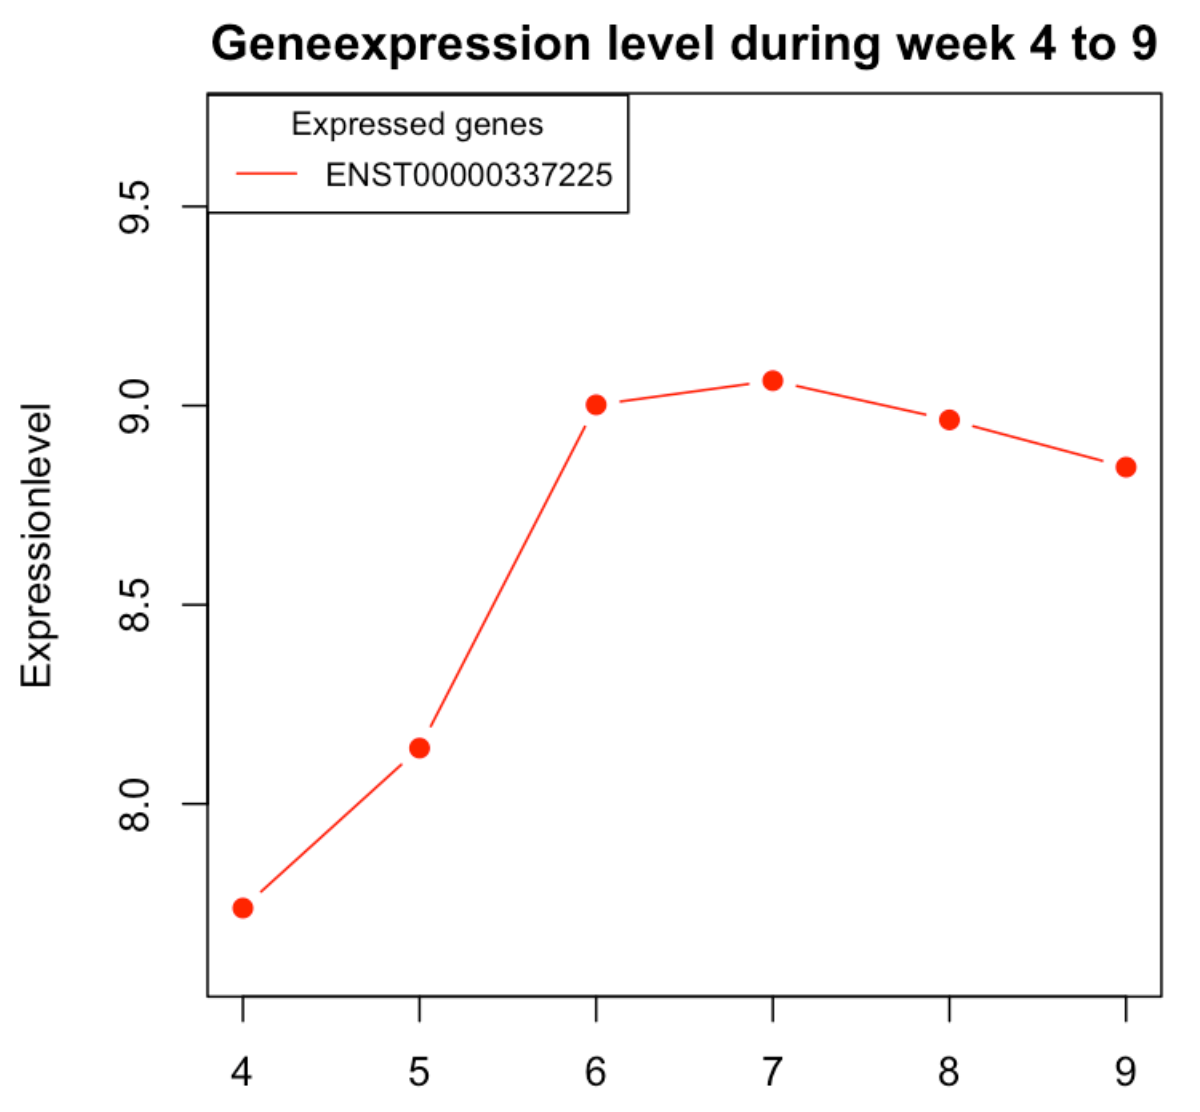 Geneexpression level during week 4 to 9
Expressed genes
ENST00000337225
Expressionlevel
9.5
9.0
8.5
8.0
4 5 6 7 8 9